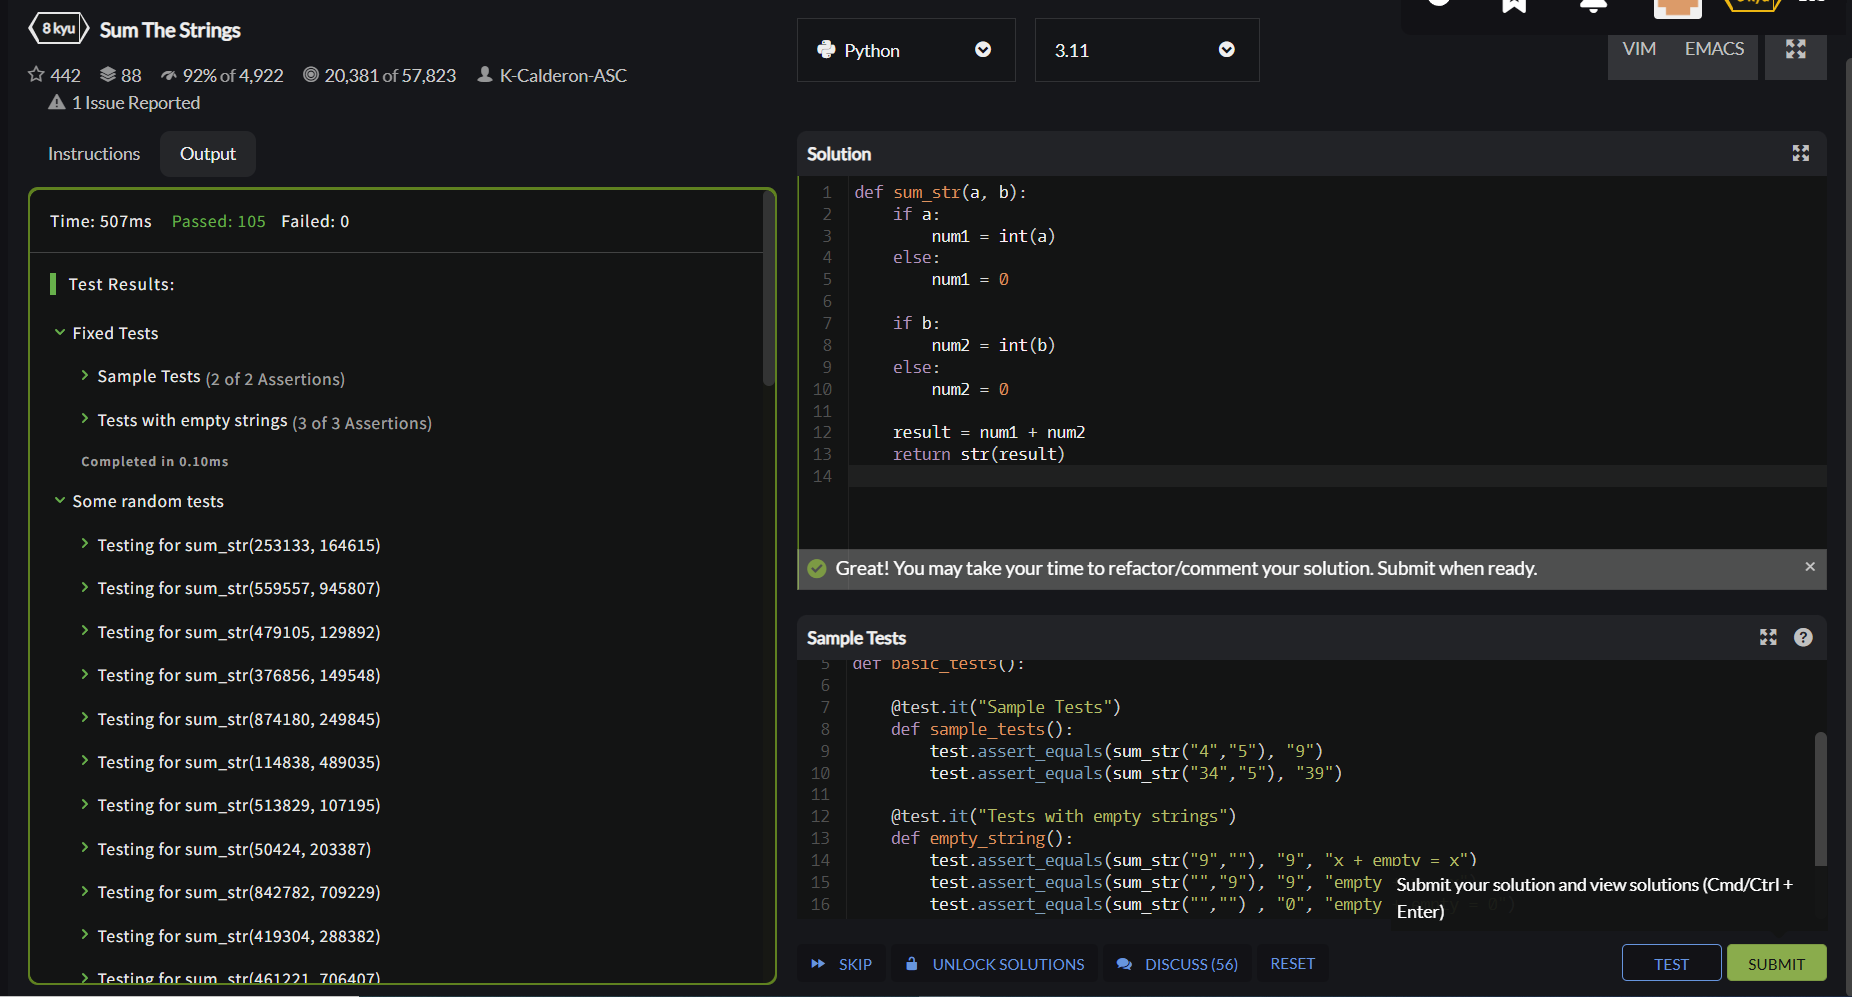 8 kyu Sum The Strings
442 88 92% of 4,922 20,381 of 57,823 K-Calderon-ASC
1 Issue Reported
Python
3.11
VIM EMACS
Instructions Output
Time: 507ms Passed: 105 Failed: 0
Test Results:
Fixed Tests
Sample Tests (2 of 2 Assertions)
Tests with empty strings (3 of 3 Assertions)
Completed in 0.10ms
Some random tests
Testing for sum_str(253133, 164615)
Testing for sum_str(559557, 945807)
Testing for sum_str(479105, 129892)
Testing for sum_str(376856, 149548)
Testing for sum_str(874180, 249845)
Testing for sum_str(114838, 489035)
Testing for sum_str(513829, 107195)
Testing for sum_str(50424, 203387)
Testing for sum_str(842782, 709229)
Testing for sum_str(419304, 288382)
Testing for sum_str(461221, 706407)
Solution
1 def sum_str(a, b):
2 if a:
3 num1 = int(a)
4 else:
5 num1 = 0
6
7 if b:
8 num2 = int(b)
9 else:
10 num2 = 0
11
12 result = num1 + num2
13 return str(result)
14
Great! You may take your time to refactor/comment your solution. Submit when ready.
Sample Tests
5 def basic_tests():
6
7 @test.it("Sample Tests")
8 def sample_tests():
9 test.assert_equals(sum_str("4","5"), "9")
10 test.assert_equals(sum_str("34","5"), "39")
11
12 @test.it("Tests with empty strings")
13 def empty_string():
14 test.assert_equals(sum_str("9",""), "9", "x + empty = x")
15 test.assert_equals(sum_str("","9"), "9", "empty
16 test.assert_equals(sum_str("","") , "0", "empty = 0")
Submit your solution and view solutions (Cmd/Ctrl +
Enter)
SKIP UNLOCK SOLUTIONS DISCUSS (56) RESET
TEST SUBMIT